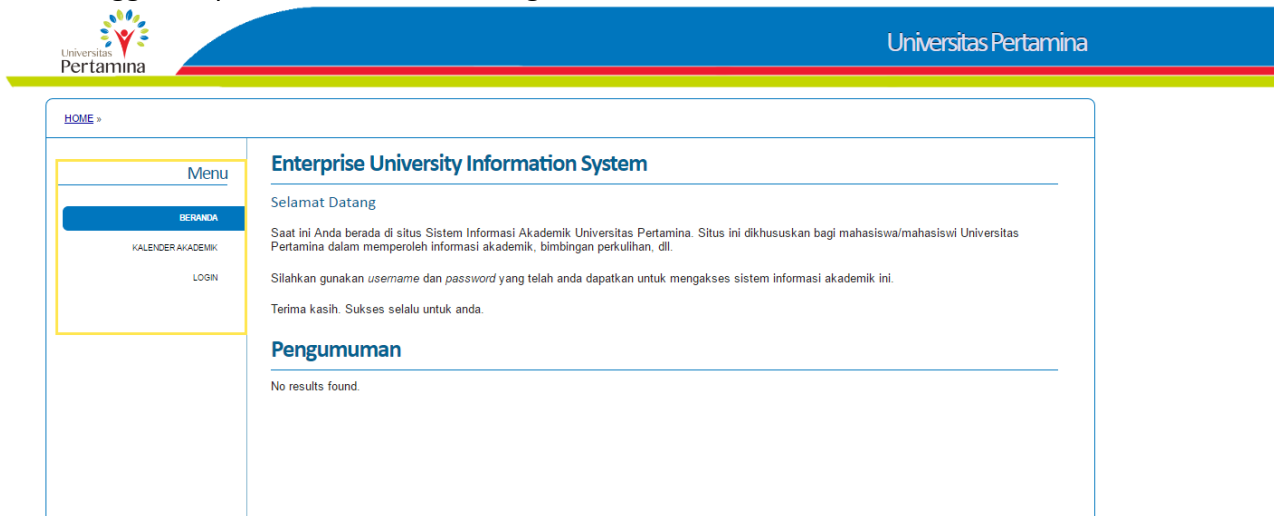 Universitas
Pertamina
Universitas Pertamina
HOME »
Menu
BERANDA
KALENDER AKADEMIK
LOGIN
Enterprise University Information System
Selamat Datang
Saat ini Anda berada di situs Sistem Informasi Akademik Universitas Pertamina. Situs ini dikhususkan bagi mahasiswa/mahasiswi Universitas
Pertamina dalam memperoleh informasi akademik, bimbingan perkulihan, dll.
Silahkan gunakan username dan password yang telah anda dapatkan untuk mengakses sistem informasi akademik ini.
Terima kasih. Sukses selalu untuk anda.
Pengumuman
No results found.